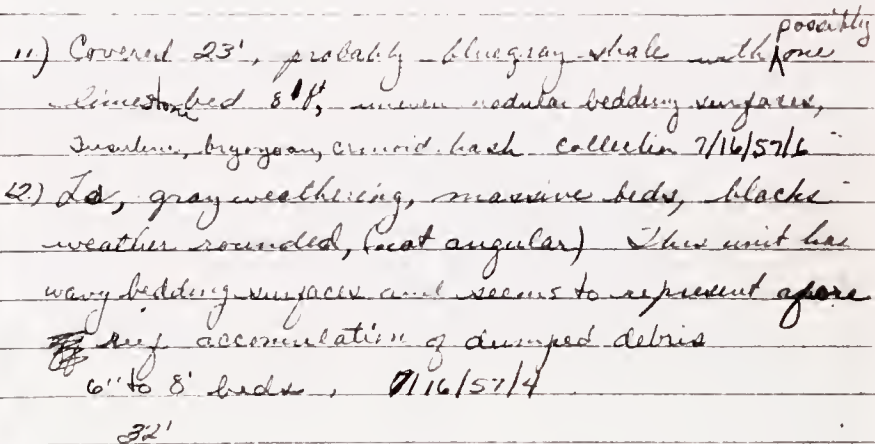 11.) Covered 23', probably bluegray shale with possibly one
limestone bed 8" ft, uneven nodular bedding surfaces,
Fusuline, bryozoan, crinoid hash collection 7/16/57/6
12.) Ls, gray weathering, massive beds, blocks
weather rounded, (not angular) This unit has
wavy bedding surfaces and seems to represent a fore
reef accomulation of dumped debris
6" to 8' beds, 7/16/57/4
32'